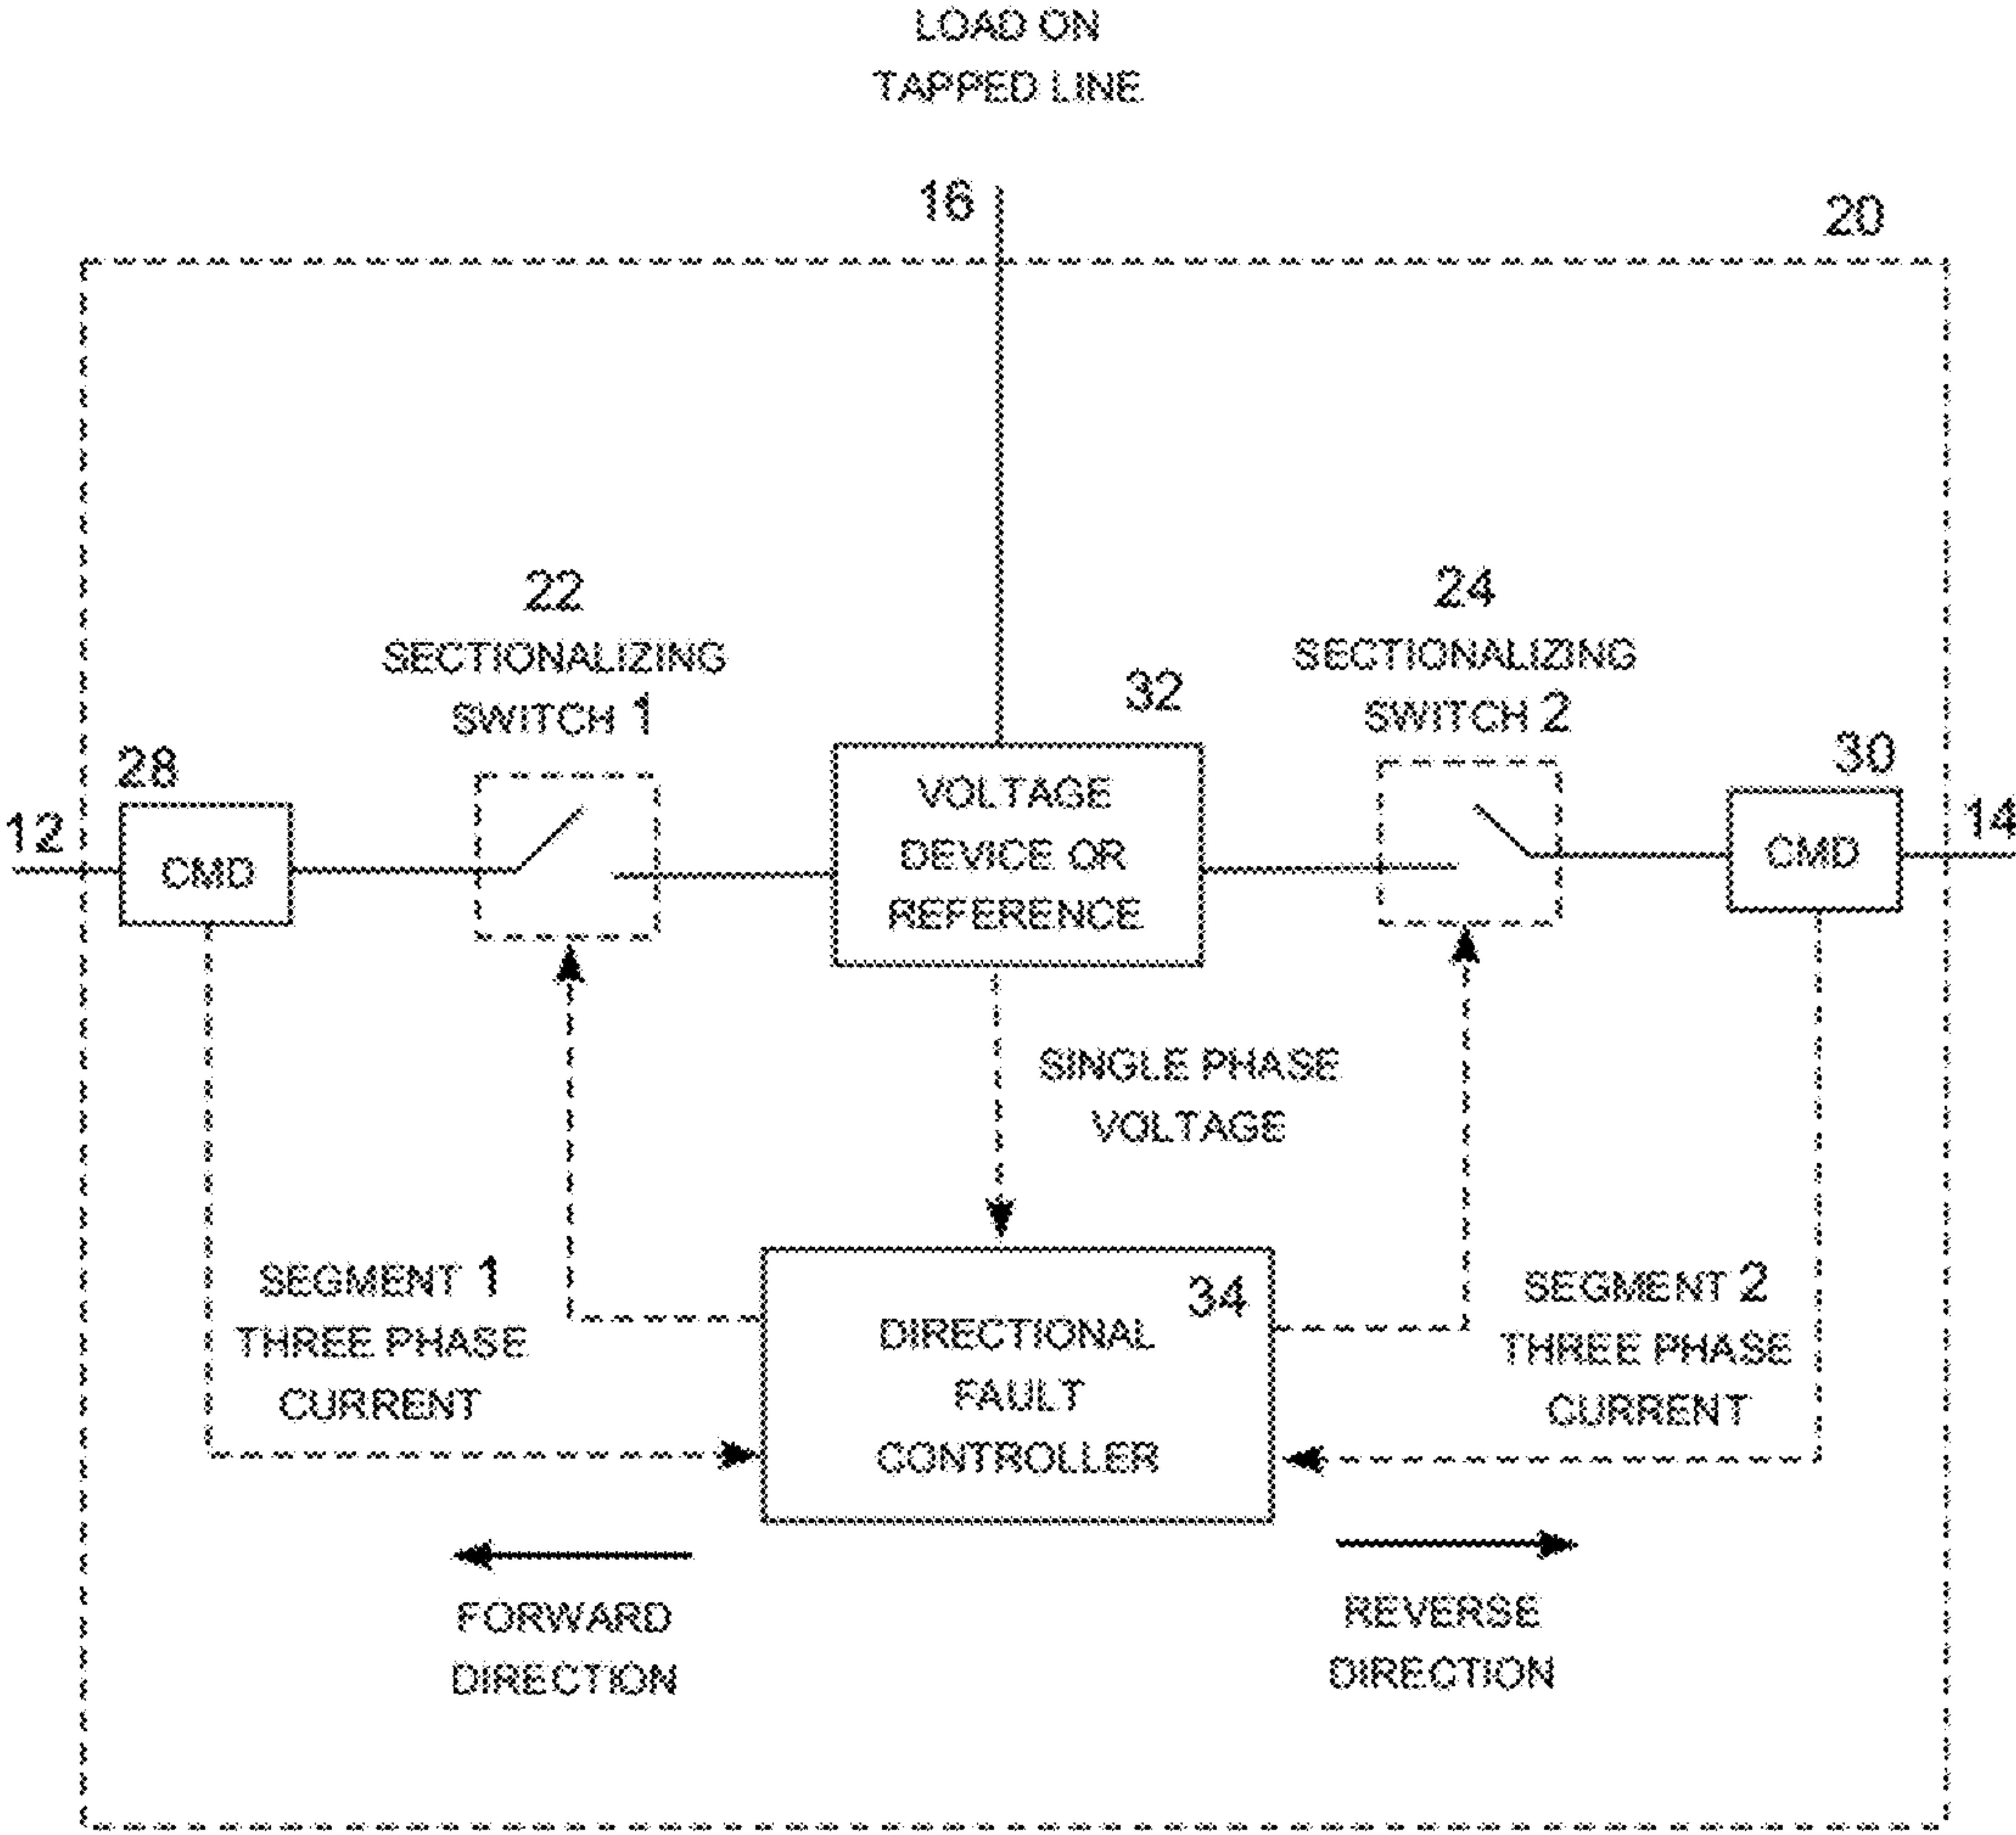 LOAD ON
TAPPED LINE
16
20
22
SECTIONALIZING
SWITCH 1
24
SECTIONALIZING
SWITCH 2
32
28
30
12
CMD
VOLTAGE
DEVICE OR
REFERENCE
CMD
14
SINGLE PHASE
VOLTAGE
SEGMENT 1
THREE PHASE
CURRENT
34
DIRECTIONAL
FAULT
CONTROLLER
SEGMENT 2
THREE PHASE
CURRENT
FORWARD
DIRECTION
REVERSE
DIRECTION